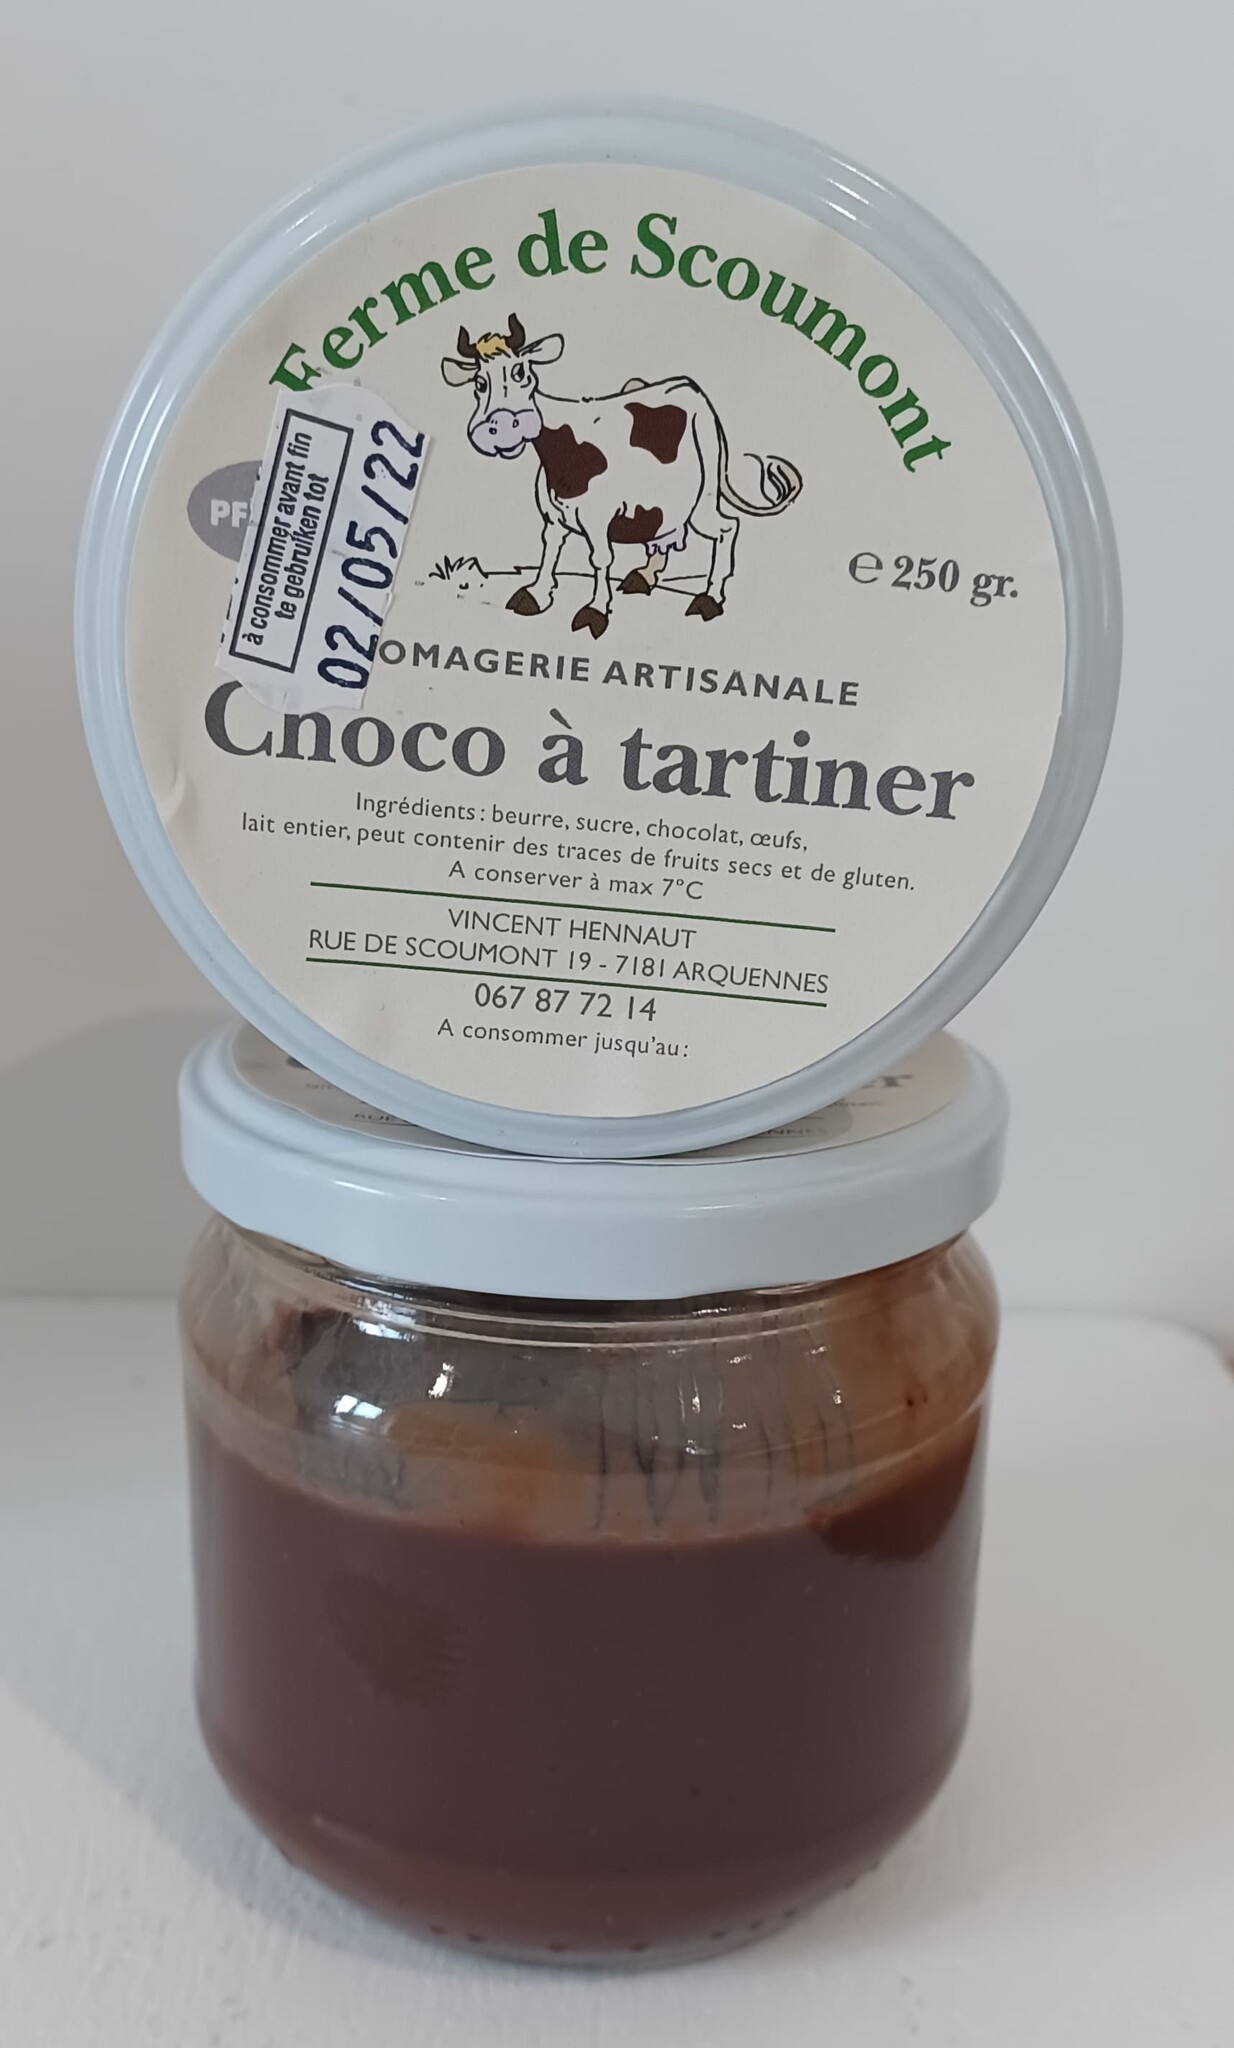 Ferme de Scoumont
PF
à consommer avant fin
te gebruiken tot
02/05/22
e 250 gr.
OMAGERIE ARTISANALE
Choco à tartiner
Ingrédients: beurre, sucre, chocolat, œufs,
lait entier, peut contenir des traces de fruits secs et de gluten.
A conserver à max 7°C
VINCENT HENNAUT
RUE DE SCOUMONT 19 - 7181 ARQUENNES
067 87 72 14
A consommer jusqu'au: